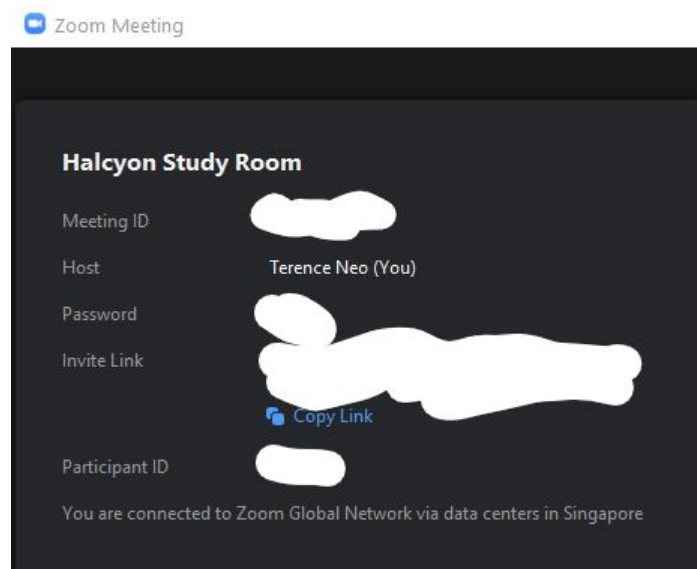 Zoom Meeting
Halcyon Study Room
Meeting ID
Host Terence Neo (You)
Password
Invite Link
Copy Link
Participant ID
You are connected to Zoom Global Network via data centers in Singapore